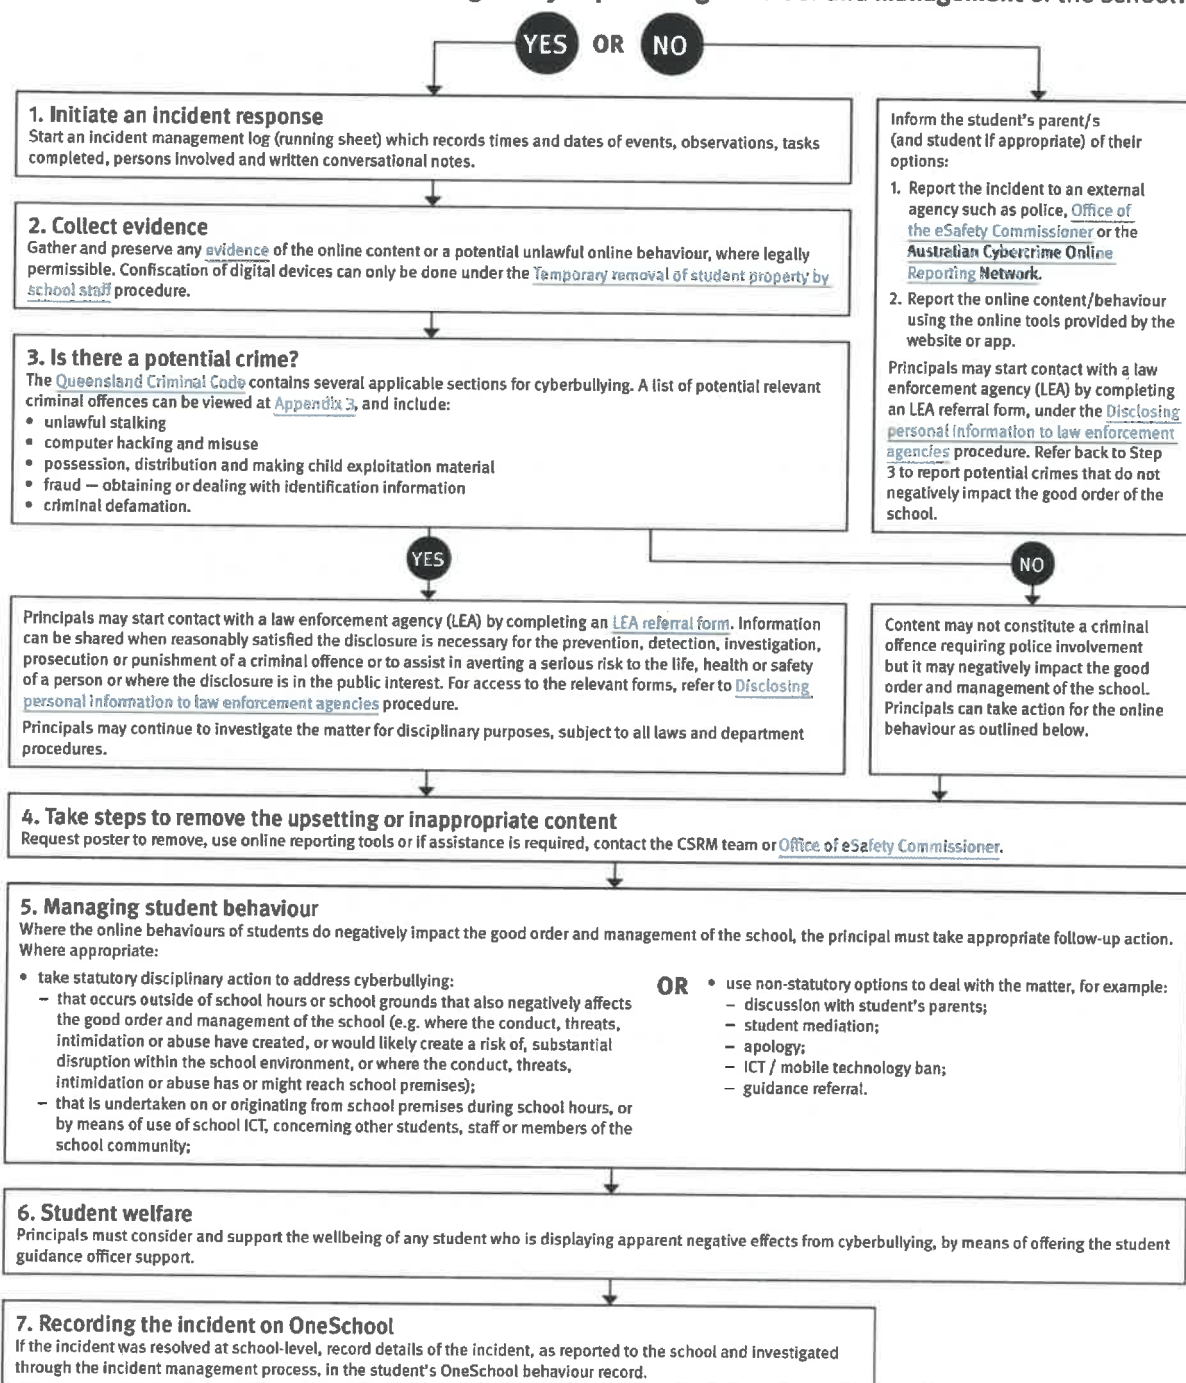 and management of the school?
YES OR NO
1. Initiate an incident response
Start an incident management log (running sheet) which records times and dates of events, observations, tasks
completed, persons involved and written conversational notes.
2. Collect evidence
Gather and preserve any evidence of the online content or a potential unlawful online behaviour, where legally
permissible. Confiscation of digital devices can only be done under the Temporary removal of student property by
school staff procedure.
3. Is there a potential crime?
The Queensland Criminal Code contains several applicable sections for cyberbullying. A list of potential relevant
criminal offences can be viewed at Appendix 3, and include:
• unlawful stalking
• computer hacking and misuse
• possession, distribution and making child exploitation material
• fraud — obtaining or dealing with identification information
• criminal defamation.
Inform the student's parent/s
(and student if appropriate) of their
options:
1. Report the incident to an external
agency such as police, Office of
the eSafety Commissioner or the
Australian Cybercrime Online
Reporting Network.
2. Report the online content/behaviour
using the online tools provided by the
website or app.
Principals may start contact with a law
enforcement agency (LEA) by completing
an LEA referral form, under the Disclosing
personal information to law enforcement
agencies procedure. Refer back to Step
3 to report potential crimes that do not
negatively impact the good order of the
school.
YES
NO
Principals may start contact with a law enforcement agency (LEA) by completing an LEA referral form. Information
can be shared when reasonably satisfied the disclosure is necessary for the prevention, detection, investigation,
prosecution or punishment of a criminal offence or to assist in averting a serious risk to the life, health or safety
of a person or where the disclosure is in the public interest. For access to the relevant forms, refer to Disclosing
personal information to law enforcement agencies procedure.
Principals may continue to investigate the matter for disciplinary purposes, subject to all laws and department
procedures.
Content may not constitute a criminal
offence requiring police involvement
but it may negatively impact the good
order and management of the school.
Principals can take action for the online
behaviour as outlined below.
4. Take steps to remove the upsetting or inappropriate content
Request poster to remove, use online reporting tools or if assistance is required, contact the CSRM team or Office of eSafety Commissioner.
5. Managing student behaviour
Where the online behaviours of students do negatively impact the good order and management of the school, the principal must take appropriate follow-up action.
Where appropriate:
• take statutory disciplinary action to address cyberbullying:
– that occurs outside of school hours or school grounds that also negatively affects
the good order and management of the school (e.g. where the conduct, threats,
intimidation or abuse have created, or would likely create a risk of, substantial
disruption within the school environment, or where the conduct, threats,
intimidation or abuse has or might reach school premises);
– that is undertaken on or originating from school premises during school hours, or
by means of use of school ICT, concerning other students, staff or members of the
school community;
OR
• use non-statutory options to deal with the matter, for example:
– discussion with student's parents;
– student mediation;
– apology;
– ICT / mobile technology ban;
– guidance referral.
6. Student welfare
Principals must consider and support the wellbeing of any student who is displaying apparent negative effects from cyberbullying, by means of offering the student
guidance officer support.
7. Recording the incident on OneSchool
If the incident was resolved at school-level, record details of the incident, as reported to the school and investigated
through the incident management process, in the student's OneSchool behaviour record.